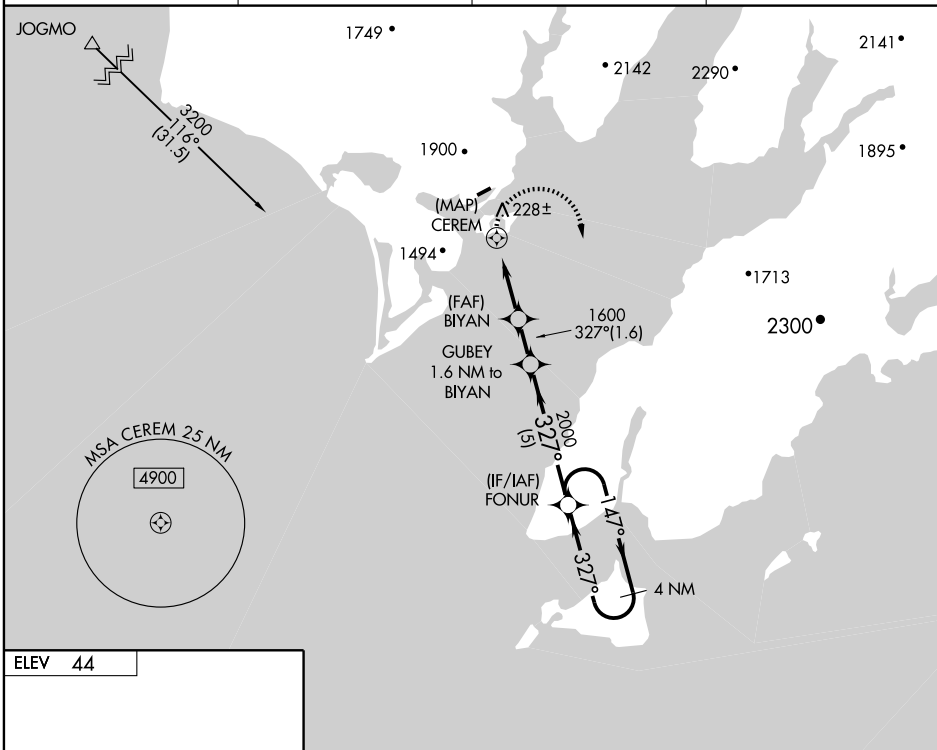 JOGMO
1749
2142
2290
2141
3200
116°
(31.5)
1900
1895
(MAP)
CEREM
228±
1494
1713
(FAF)
BIYAN
1600
327°(1.6)
2300
GUBEY
1.6 NM to
BIYAN
2000
327°
(5)
MSA CEREM 25 NM
4900
(IF/IAF)
FONUR
147°
327°
4 NM
ELEV 44